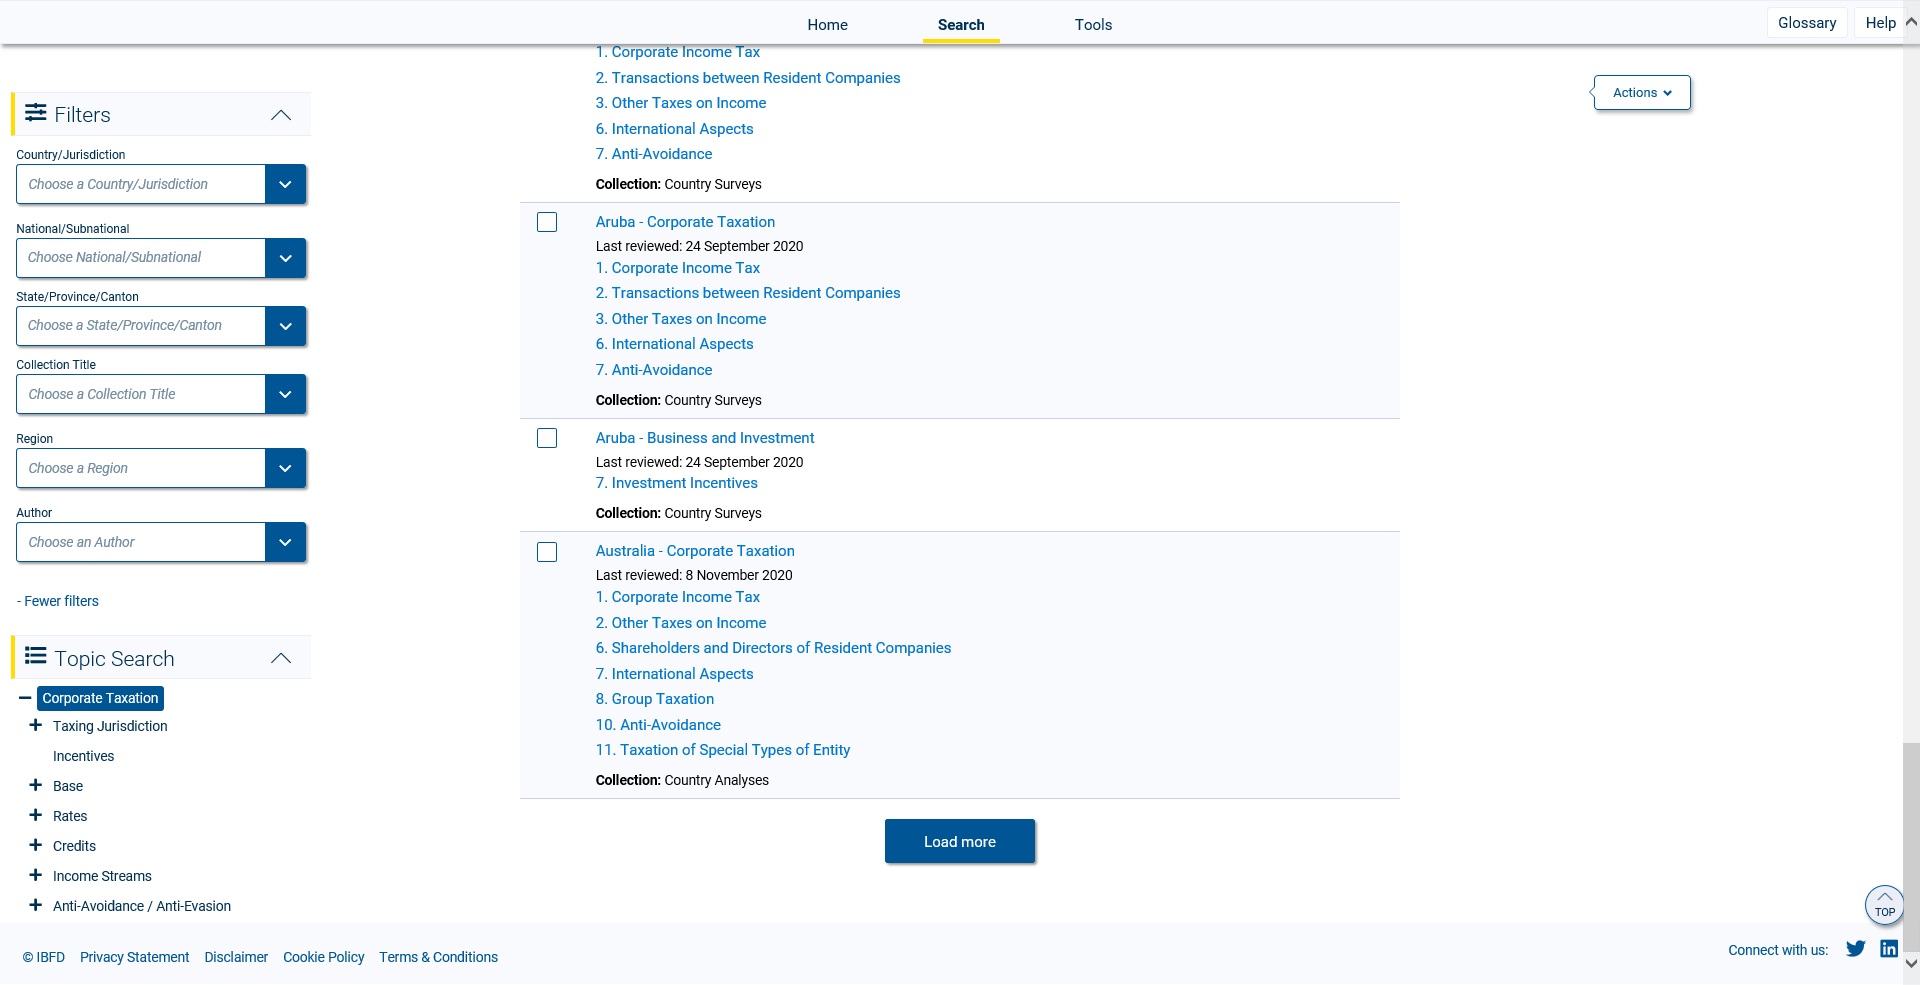 Home
Search
Tools
Glossary
Help
Filters
Country/Jurisdiction
Choose a Country/Jurisdiction
National/Subnational
Choose National/Subnational
State/Province/Canton
Choose a State/Province/Canton
Collection Title
Choose a Collection Title
Region
Choose a Region
Author
Choose an Author
- Fewer filters
Topic Search
Corporate Taxation
Taxing Jurisdiction
Incentives
Base
Rates
Credits
Income Streams
Anti-Avoidance / Anti-Evasion
1. Corporate Income Tax
2. Transactions between Resident Companies
3. Other Taxes on Income
6. International Aspects
7. Anti-Avoidance
Collection: Country Surveys
Aruba - Corporate Taxation
Last reviewed: 24 September 2020
1. Corporate Income Tax
2. Transactions between Resident Companies
3. Other Taxes on Income
6. International Aspects
7. Anti-Avoidance
Collection: Country Surveys
Aruba - Business and Investment
Last reviewed: 24 September 2020
7. Investment Incentives
Collection: Country Surveys
Australia - Corporate Taxation
Last reviewed: 8 November 2020
1. Corporate Income Tax
2. Other Taxes on Income
6. Shareholders and Directors of Resident Companies
7. International Aspects
8. Group Taxation
10. Anti-Avoidance
11. Taxation of Special Types of Entity
Collection: Country Analyses
Load more
Actions
TOP
© IBFD Privacy Statement Disclaimer Cookie Policy Terms & Conditions
Connect with us: